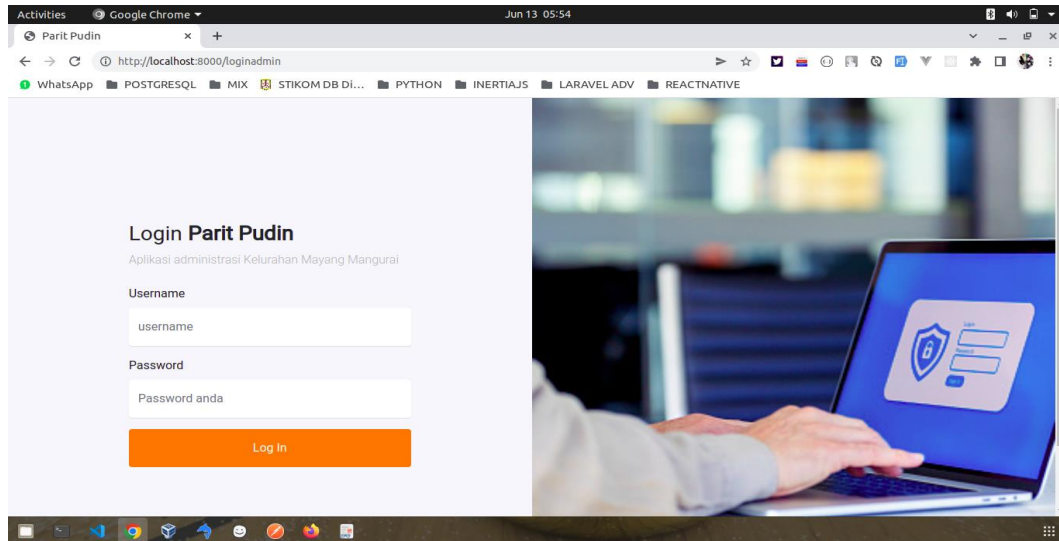 Activities Google Chrome Jun 13 05:54
Parit Pudin
http://localhost:8000/loginadmin
WhatsApp POSTGRESQL MIX STIKOM DB Di... PYTHON INERTIAJS LARAVEL ADV REACTNATIVE
Login Parit Pudin
Aplikasi administrasi Kelurahan Mayang Mangurai
Username
username
Password
Password anda
Log In
Login